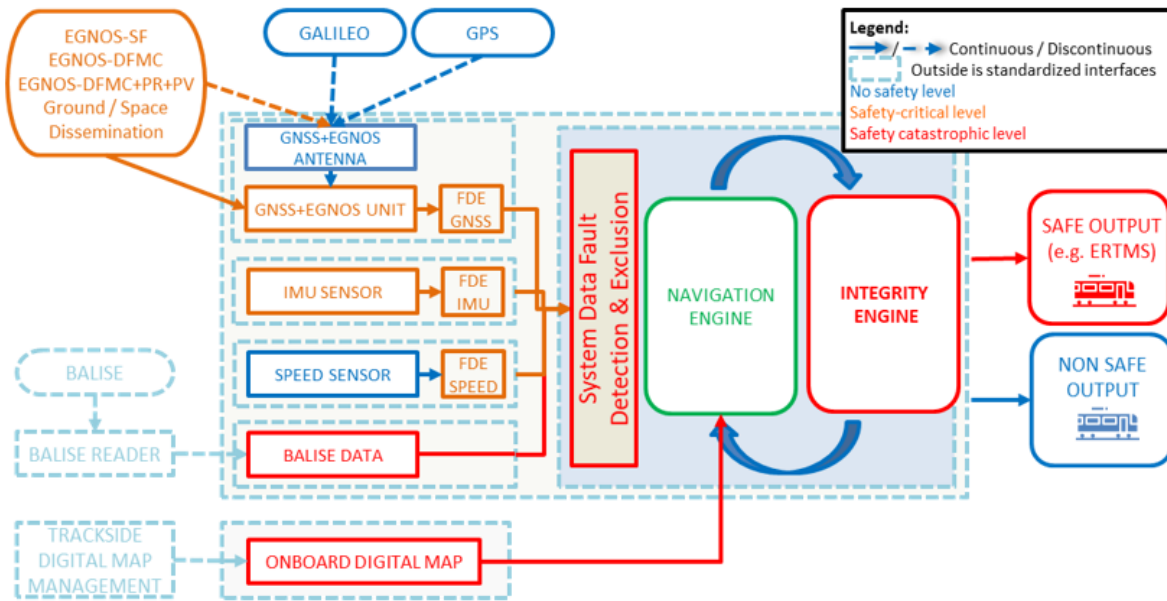 EGNOS-SF
EGNOS-DFMC
EGNOS-DFMC+PR+PV
Ground / Space
Dissemination
GALILEO
GPS
Legend:
/ Continuous / Discontinuous
Outside is standardized interfaces
No safety level
Safety-critical level
Safety catastrophic level
GNSS+EGNOS
ANTENNA
GNSS+EGNOS UNIT
FDE
GNSS
IMU SENSOR
FDE
IMU
SPEED SENSOR
FDE
SPEED
BALISE
BALISE READER
BALISE DATA
TRACKSIDE
DIGITAL MAP
MANAGEMENT
ONBOARD DIGITAL MAP
System Data Fault
Detection & Exclusion
NAVIGATION
ENGINE
INTEGRITY
ENGINE
SAFE OUTPUT
(e.g. ERTMS)
NON SAFE
OUTPUT